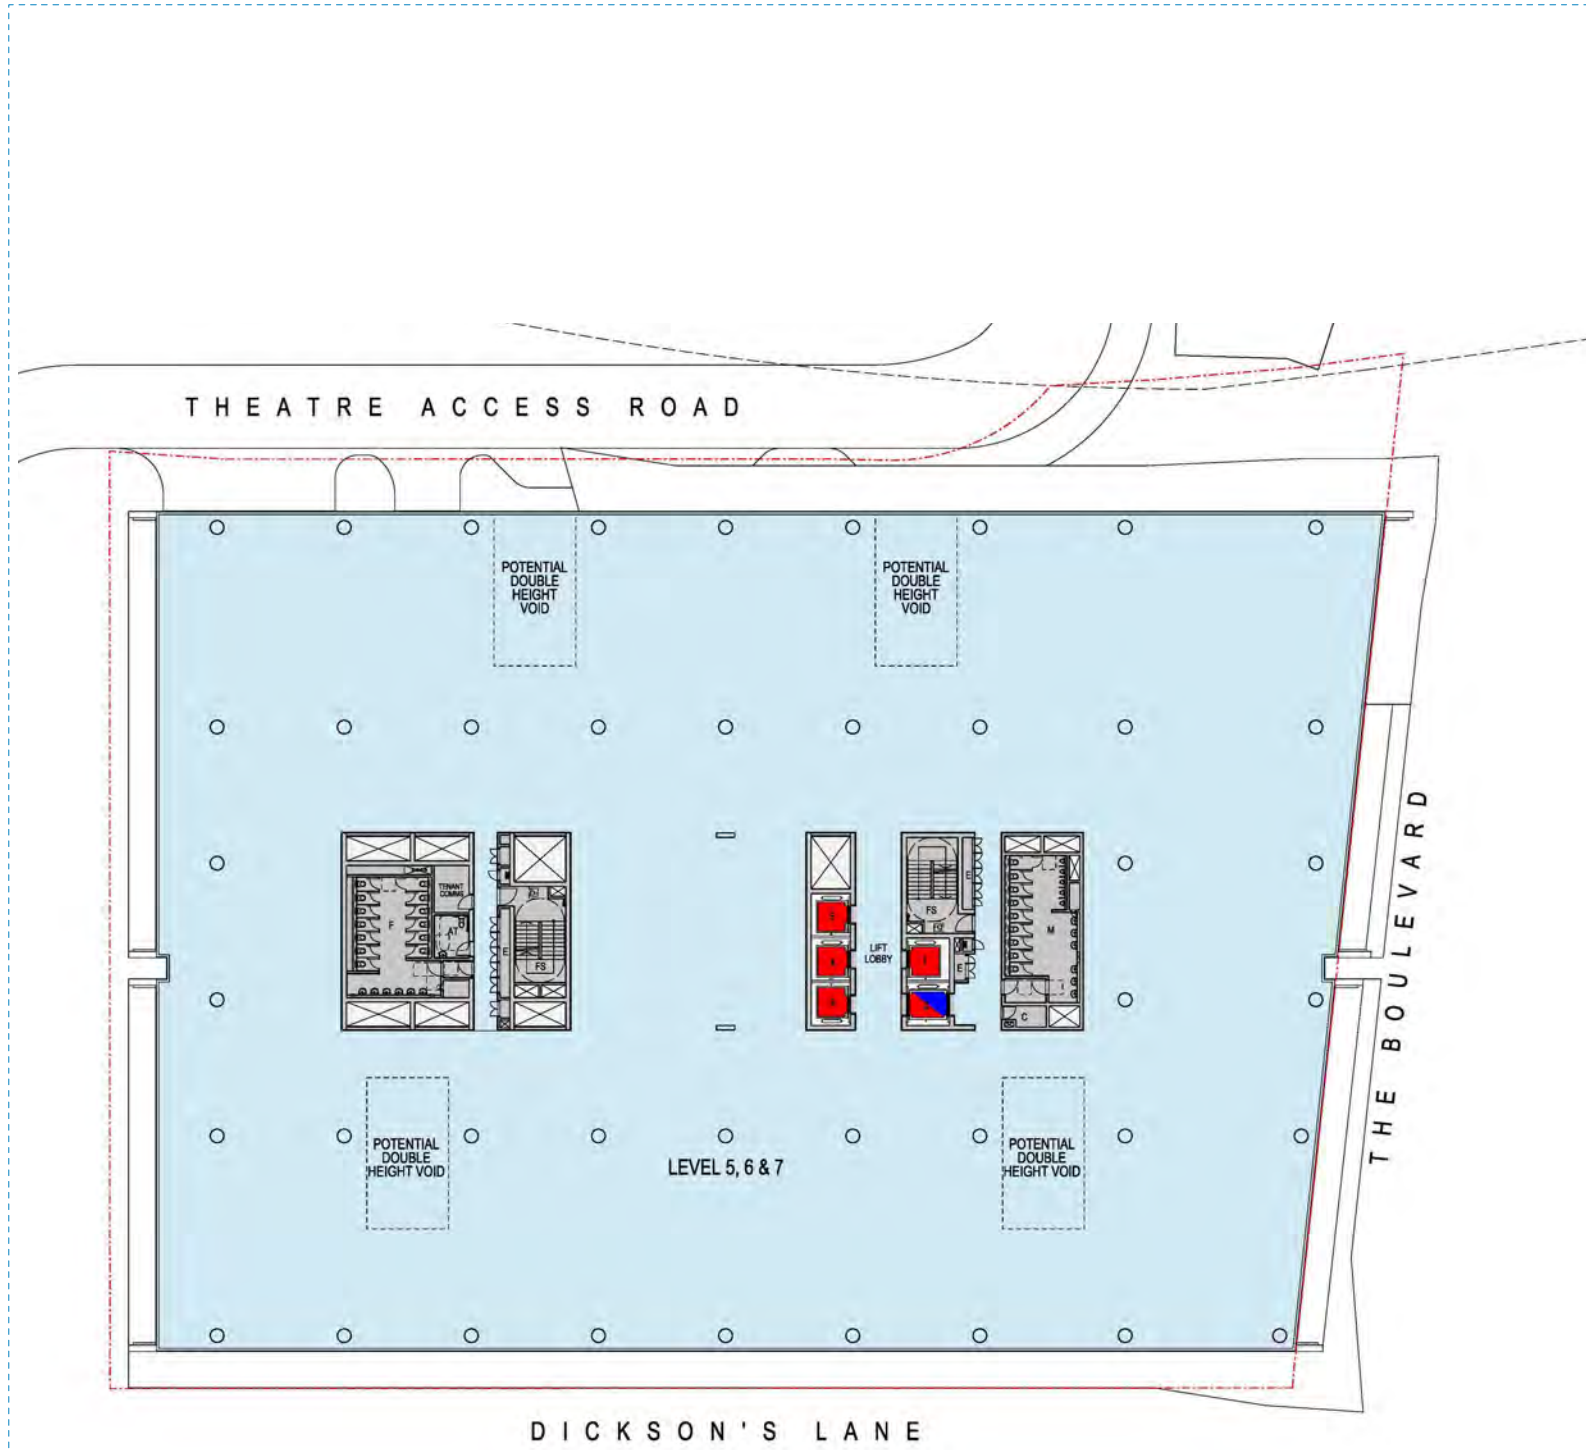 THEATRE ACCESS ROAD
POTENTIAL
DOUBLE
HEIGHT
VOID
POTENTIAL
DOUBLE
HEIGHT
VOID
TENANT
COMMS
F
AT
E
FS
LIFT
LOBBY
FS
E
E
M
C
THE BOULEVARD
POTENTIAL
DOUBLE
HEIGHT VOID
LEVEL 5, 6 & 7
POTENTIAL
DOUBLE
HEIGHT VOID
DICKSON'S LANE